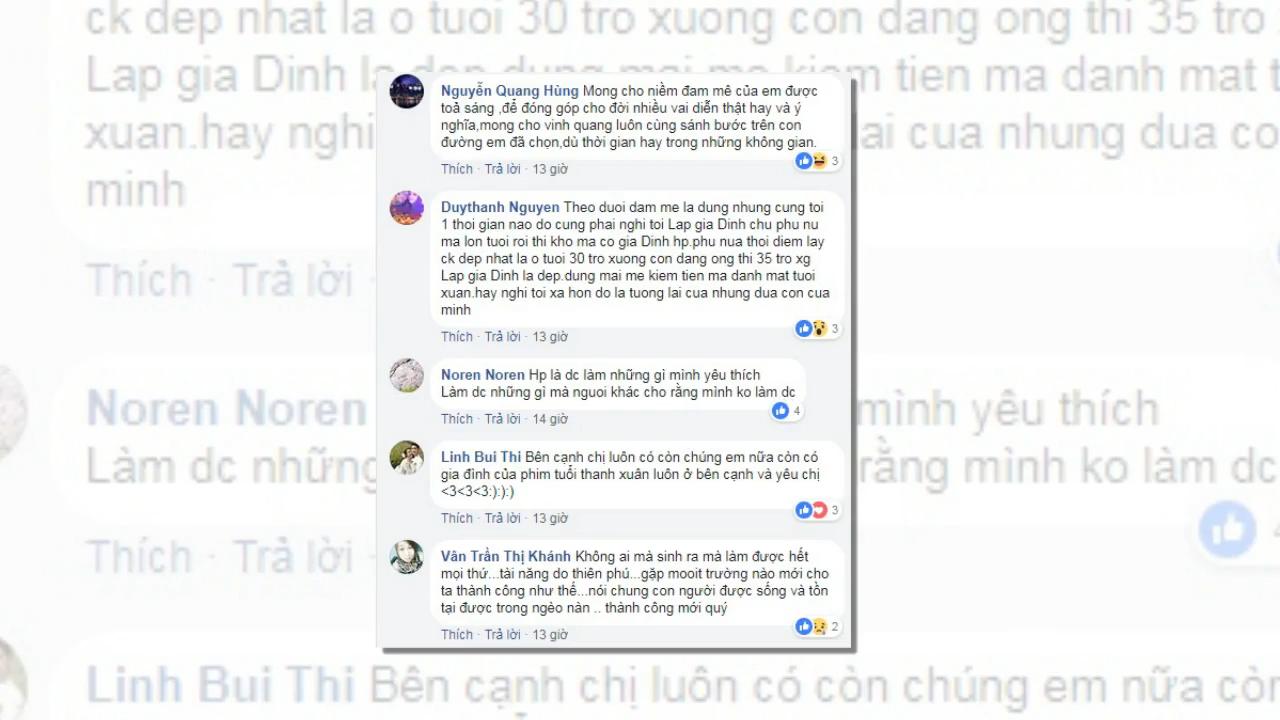 Nguyễn Quang Hùng Mong cho niềm đam mê của em được
toả sáng ,để đóng góp cho đời nhiều vai diễn thật hay và ý
nghĩa,mong cho vinh quang luôn cùng sánh bước trên con
đường em đã chọn,dù thời gian hay trong những không gian.
Thích · Trả lời · 13 giờ
3
Duythanh Nguyen Theo duoi dam me la dung nhung cung toi
1 thoi gian nao do cung phai nghi toi Lap gia Dinh chu phu nu
ma lon tuoi roi thi kho ma co gia Dinh hp.phu nua thoi diem lay
ck dep nhat la o tuoi 30 tro xuong con dang ong thi 35 tro xg
Lap gia Dinh la dep.dung mai me kiem tien ma danh mat tuoi
xuan.hay nghi toi xa hon do la tuong lai cua nhung dua con cua
minh
Thích · Trả lời · 13 giờ
3
Noren Noren Hp là dc làm những gì mình yêu thích
Làm dc những gì mà nguoi khác cho rằng mình ko làm dc
Thích · Trả lời · 14 giờ
4
Linh Bui Thi Bên cạnh chị luôn có còn chúng em nữa còn có
gia đình của phim tuổi thanh xuân luôn ở bên cạnh và yêu chị
<3<3<3:):):)
Thích · Trả lời · 13 giờ
3
Vân Trần Thị Khánh Không ai mà sinh ra mà làm được hết
mọi thứ...tài năng do thiên phú...gặp mooit trường nào mới cho
ta thành công như thế...nói chung con người được sống và tồn
tại được trong ngèo nàn .. thành công mới quý
Thích · Trả lời · 13 giờ
2
ck dep nhat la o tuoi 30 tro xuong con dang ong thi 35 tro
Lap gia Dinh la dep.dung mai me kiem tien ma danh mat
xuan.hay nghi lai cua nhung dua co
minh
Thích · Trả lời ·
Noren Noren mình yêu thích
Làm dc những rằng mình ko làm dc
Thích · Trả lời
Linh Bui Thi Bên cạnh chị luôn có còn chúng em nữa còn